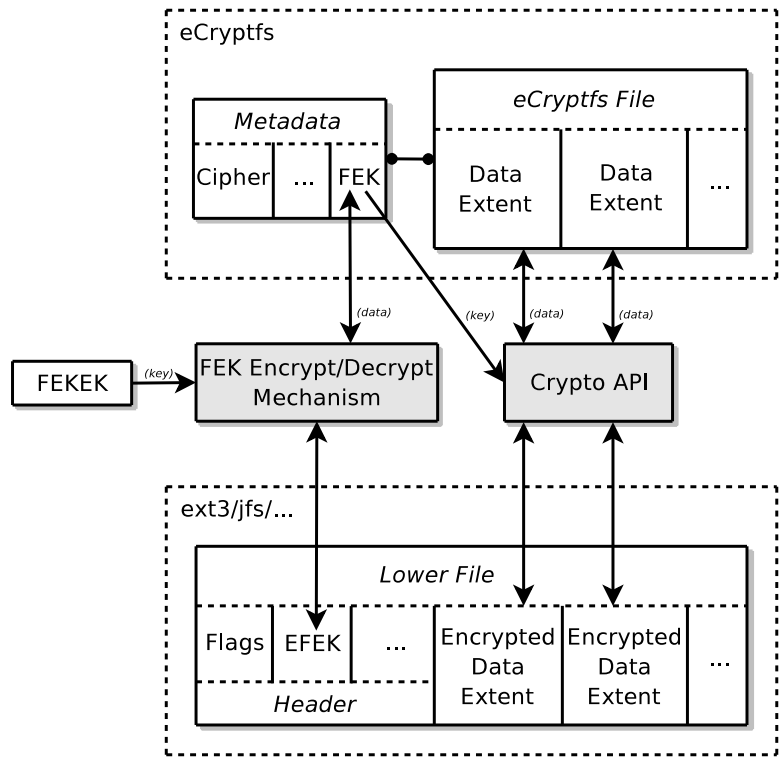 eCryptfs
Metadata
Cipher
...
FEK
eCryptfs File
Data
Extent
Data
Extent
...
(data)
(key)
(data)
(data)
FEKEK
(key)
FEK Encrypt/Decrypt
Mechanism
Crypto API
ext3/jfs/...
Lower File
Flags
EFEK
...
Header
Encrypted
Data
Extent
Encrypted
Data
Extent
...